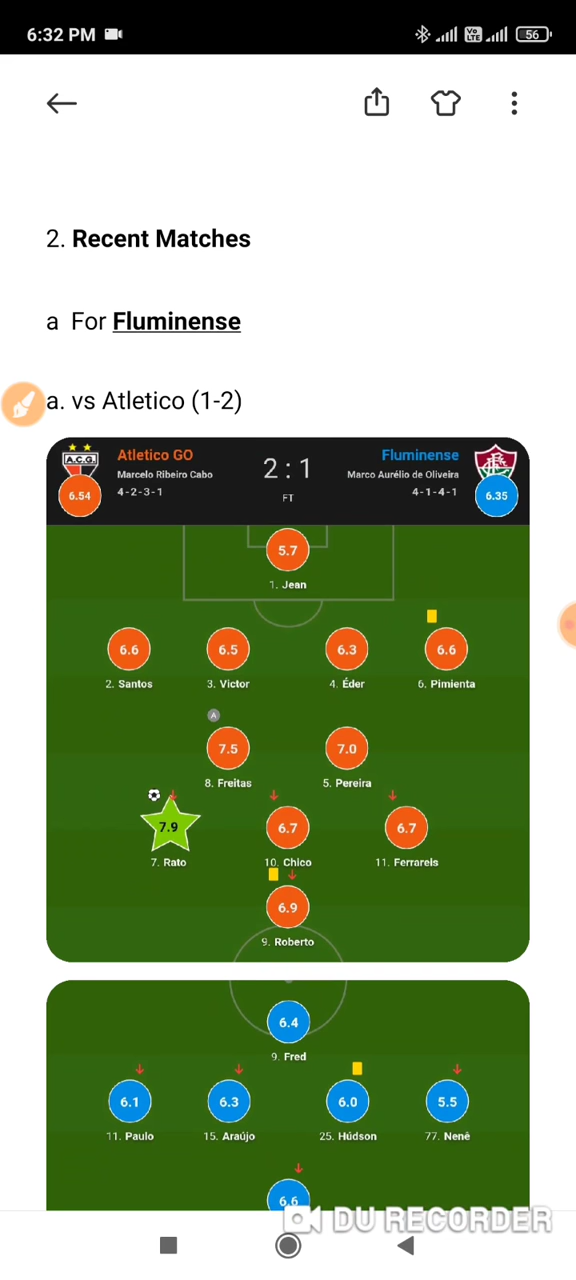 6:32 PM
Vo LTE
56
2. Recent Matches
a For Fluminense
a. vs Atletico (1-2)
A.C.G.
Atletico GO
Marcelo Ribeiro Cabo
4-2-3-1
6.54
2 : 1
FT
Fluminense
Marco Aurélio de Oliveira
4-1-4-1
6.35
5.7
1. Jean
6.6 6.5 6.3 6.6
2. Santos 3. Victor 4. Éder 6. Pimienta
A
7.5 7.0
8. Freitas 5. Pereira
7.9 6.7 6.7
7. Rato 10. Chico 11. Ferrareis
6.9
9. Roberto
6.4
9. Fred
6.1 6.3 6.0 5.5
11. Paulo 15. Araújo 25. Húdson 77. Nenê
6.6
DU RECORDER